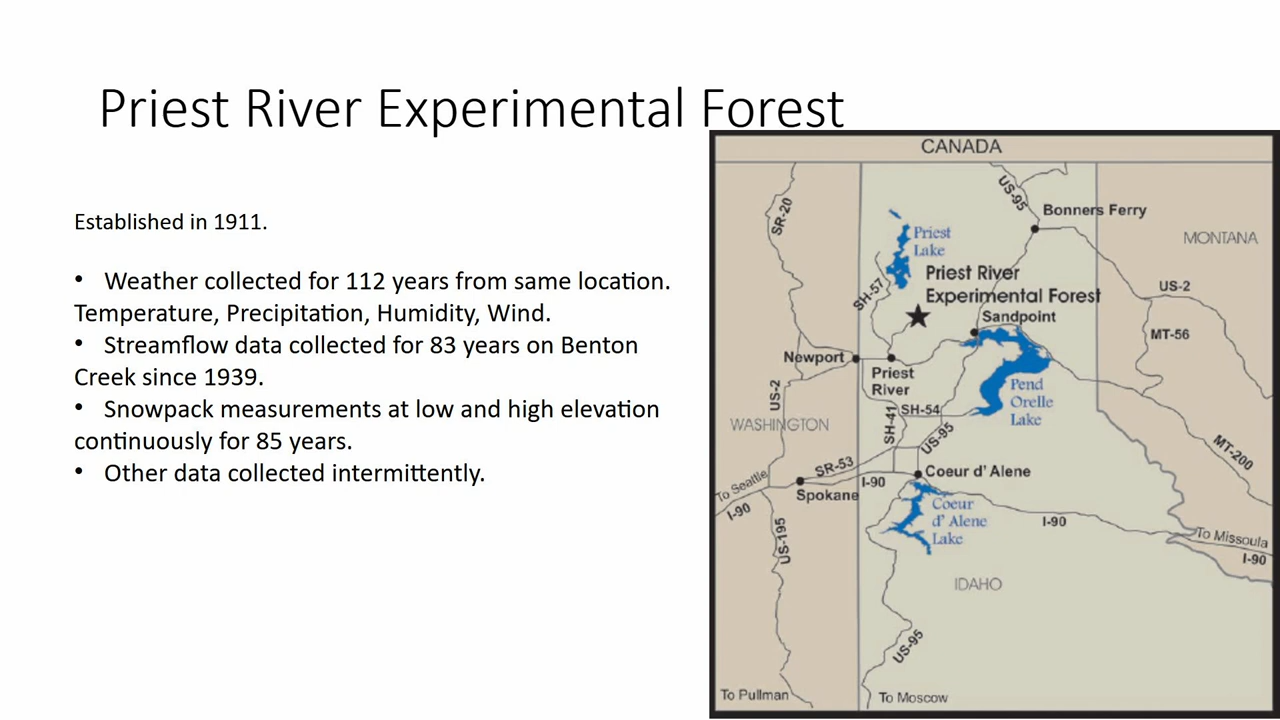 Priest River Experimental Forest
Established in 1911.
• Weather collected for 112 years from same location.
Temperature, Precipitation, Humidity, Wind.
• Streamflow data collected for 83 years on Benton
Creek since 1939.
• Snowpack measurements at low and high elevation
continuously for 85 years.
• Other data collected intermittently.
CANADA
SR-20
US-95
Bonners Ferry
MONTANA
Priest
Lake
SH-57
Priest River
Experimental Forest
US-2
Sandpoint
MT-56
Newport
Priest
River
US-2
Pend
Orelle
Lake
WASHINGTON
SH-41
SH-54
US-95
MT-200
SR-53
Coeur d' Alene
To Seattle
I-90
Spokane
I-90
Coeur
d' Alene
Lake
I-90
US-195
To Missoula
I-90
IDAHO
US-95
To Pullman
To Moscow